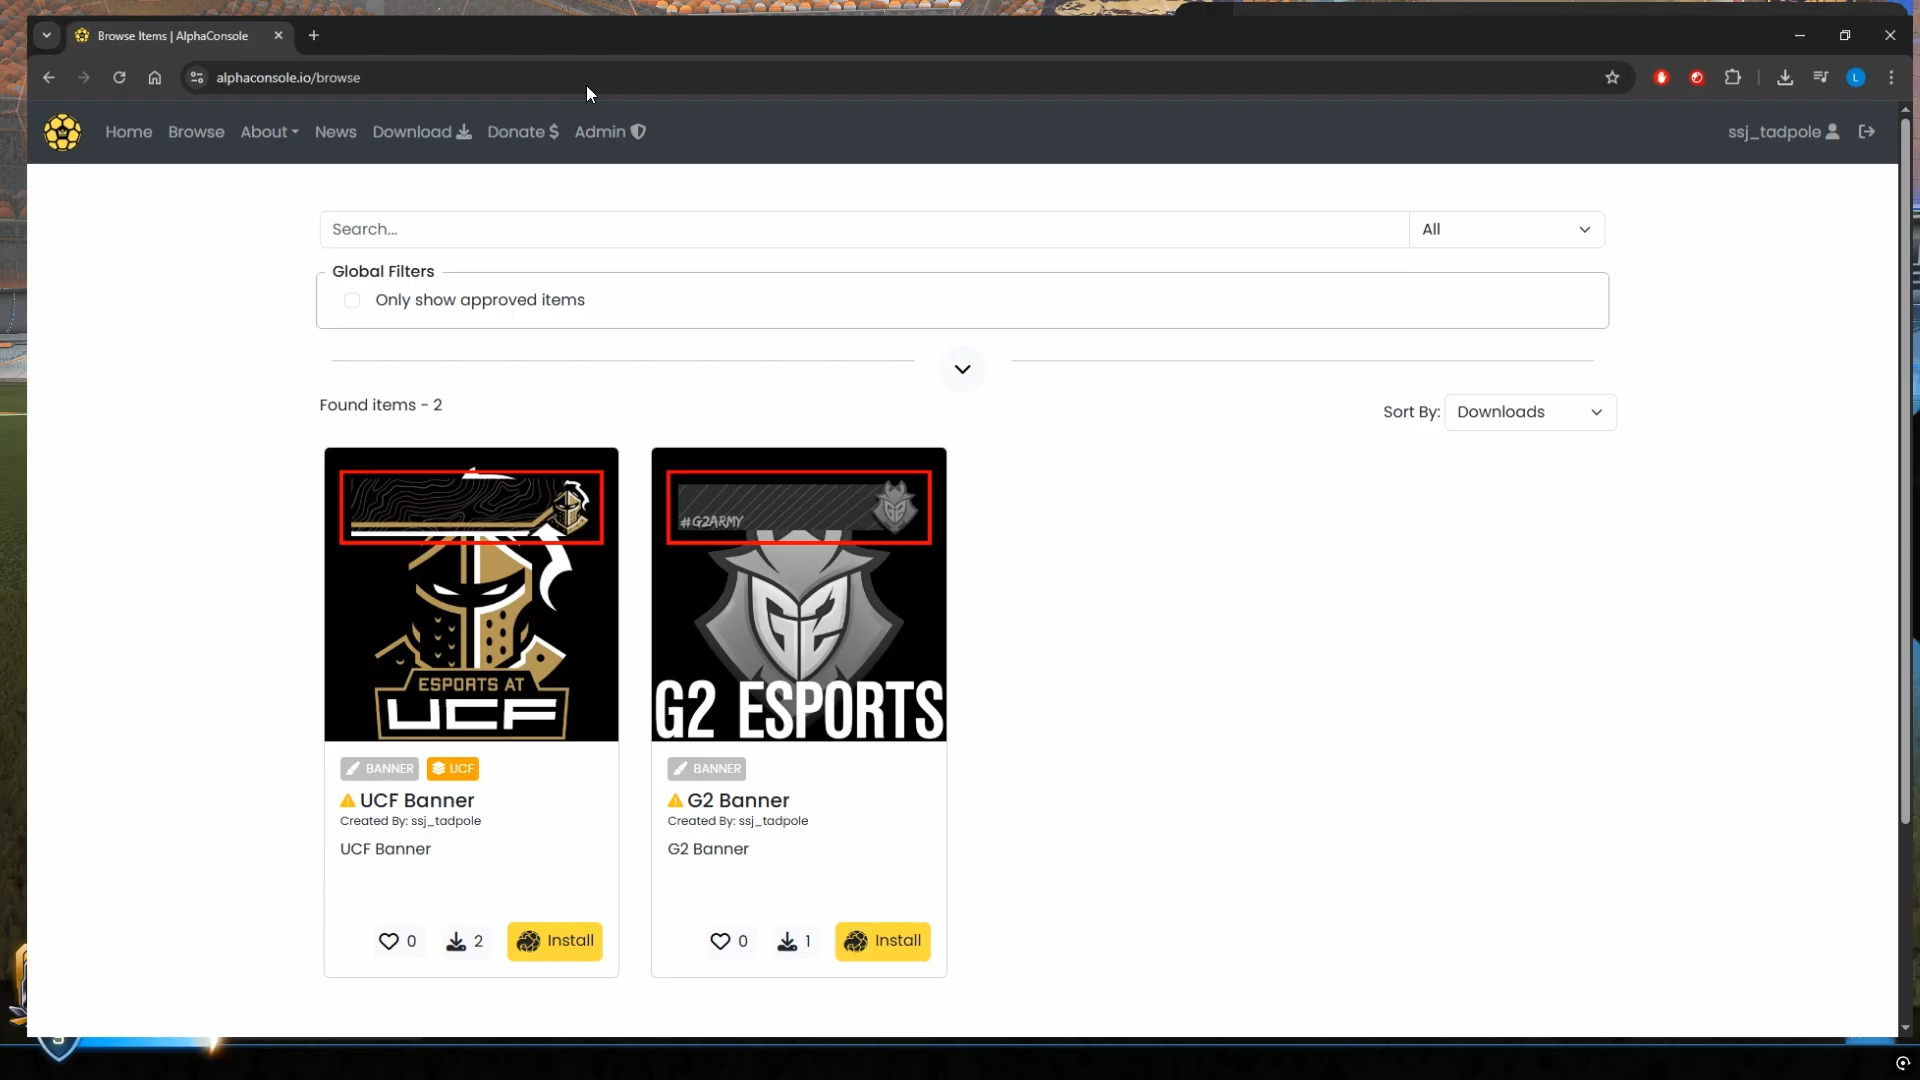 Browse Items | AlphaConsole
alphaconsole.io/browse
L
Home Browse About News Download Donate $ Admin
ssj_tadpole
Search...
All
Global Filters
Only show approved items
Found items - 2
Sort By: Downloads
ESPORTS AT
UCF
#G2ARMY
G2 ESPORTS
BANNER UCF
UCF Banner
Created By: ssj_tadpole
UCF Banner
0 2 Install
BANNER
G2 Banner
Created By: ssj_tadpole
G2 Banner
0 1 Install